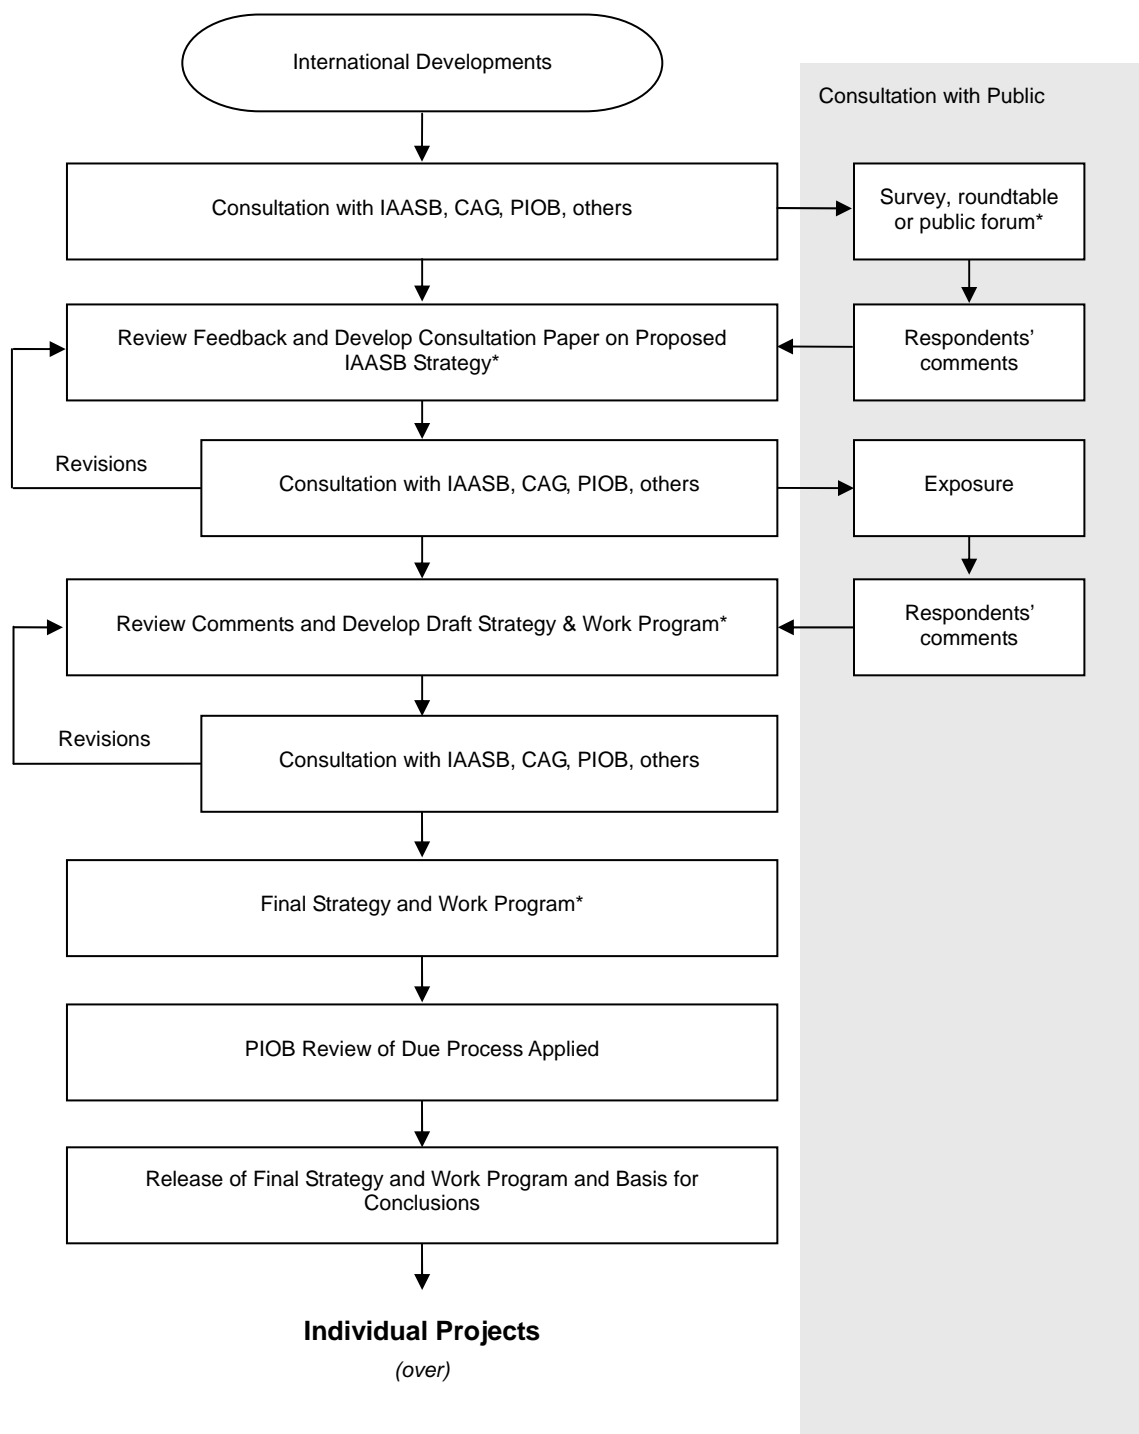 International Developments
Consultation with Public
Consultation with IAASB, CAG, PIOB, others
Survey, roundtable
or public forum*
Review Feedback and Develop Consultation Paper on Proposed
IAASB Strategy*
Respondents’
comments
Revisions
Consultation with IAASB, CAG, PIOB, others
Exposure
Review Comments and Develop Draft Strategy & Work Program*
Respondents’
comments
Revisions
Consultation with IAASB, CAG, PIOB, others
Final Strategy and Work Program*
PIOB Review of Due Process Applied
Release of Final Strategy and Work Program and Basis for
Conclusions
Individual Projects
(over)